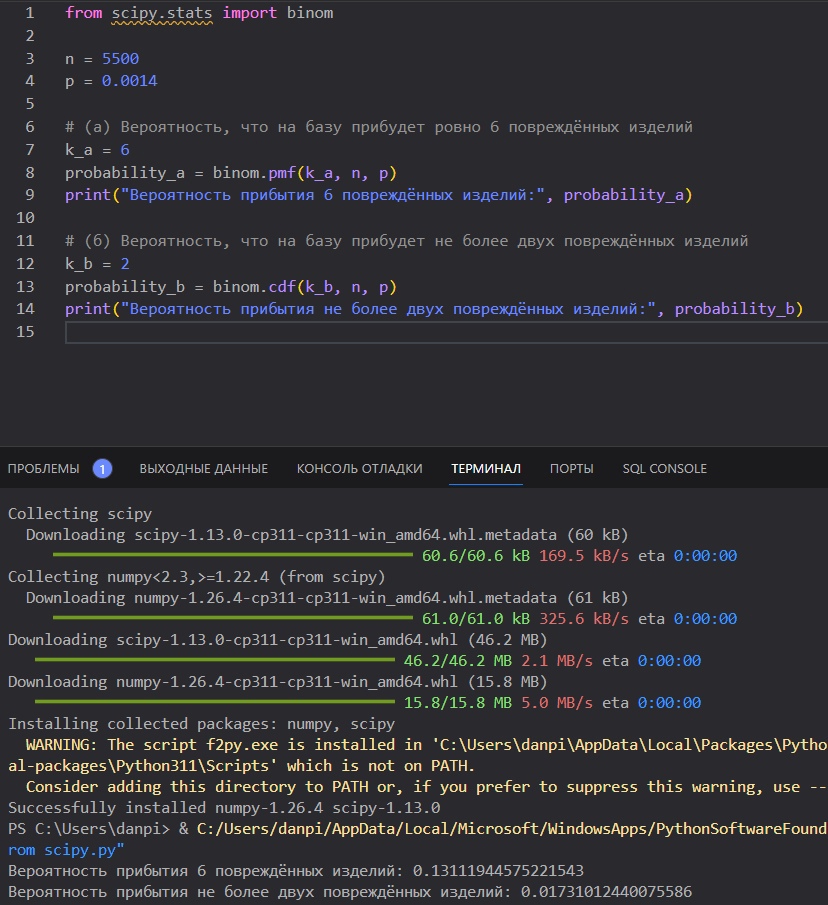 1 from scipy.stats import binom
2
3 n = 5500
4 p = 0.0014
5
6 # (а) Вероятность, что на базу прибудет ровно 6 повреждённых изделий
7 k_a = 6
8 probability_a = binom.pmf(k_a, n, p)
9 print("Вероятность прибытия 6 повреждённых изделий:", probability_a)
10
11 # (б) Вероятность, что на базу прибудет не более двух повреждённых изделий
12 k_b = 2
13 probability_b = binom.cdf(k_b, n, p)
14 print("Вероятность прибытия не более двух повреждённых изделий:", probability_b)
15
ПРОБЛЕМЫ 1 ВЫХОДНЫЕ ДАННЫЕ КОНСОЛЬ ОТЛАДКИ ТЕРМИНАЛ ПОРТЫ SQL CONSOLE
Collecting scipy
Downloading scipy-1.13.0-cp311-cp311-win_amd64.whl.metadata (60 kB)
60.6/60.6 kB 169.5 kB/s eta 0:00:00
Collecting numpy<2.3,>=1.22.4 (from scipy)
Downloading numpy-1.26.4-cp311-cp311-win_amd64.whl.metadata (61 kB)
61.0/61.0 kB 325.6 kB/s eta 0:00:00
Downloading scipy-1.13.0-cp311-cp311-win_amd64.whl (46.2 MB)
46.2/46.2 MB 2.1 MB/s eta 0:00:00
Downloading numpy-1.26.4-cp311-cp311-win_amd64.whl (15.8 MB)
15.8/15.8 MB 5.0 MB/s eta 0:00:00
Installing collected packages: numpy, scipy
WARNING: The script f2py.exe is installed in 'C:\Users\danpi\AppData\Local\Packages\Pytho
al-packages\Python311\Scripts' which is not on PATH.
Consider adding this directory to PATH or, if you prefer to suppress this warning, use --
Successfully installed numpy-1.26.4 scipy-1.13.0
PS C:\Users\danpi> & C:/Users/danpi/AppData/Local/Microsoft/WindowsApps/PythonSoftwareFound
rom scipy.py"
Вероятность прибытия 6 повреждённых изделий: 0.13111944575221543
Вероятность прибытия не более двух повреждённых изделий: 0.01731012440075586